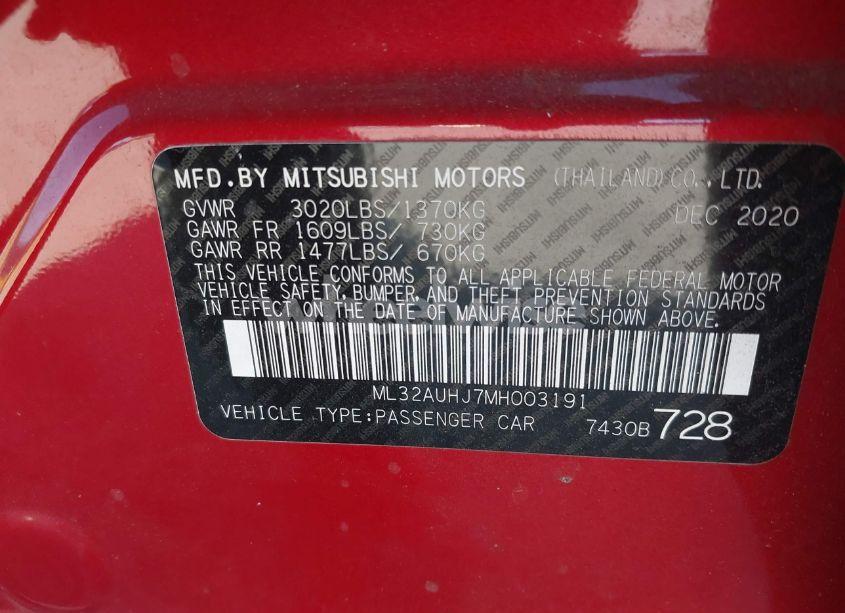 MFD.BY MITSUBISHI MOTORS (THAILAND)CO.,LTD.
GVWR 3020LBS/1370KG DEC 2020
GAWR FR 1609LBS/ 730KG
GAWR RR 1477LBS/ 670KG
THIS VEHICLE CONFORMS TO ALL APPLICABLE FEDERAL MOTOR
VEHICLE SAFETY, BUMPER, AND THEFT PREVENTION STANDARDS
IN EFFECT ON THE DATE OF MANUFACTURE SHOWN ABOVE.
ML32AUHJ7MH003191
VEHICLE TYPE:PASSENGER CAR 7430B 728